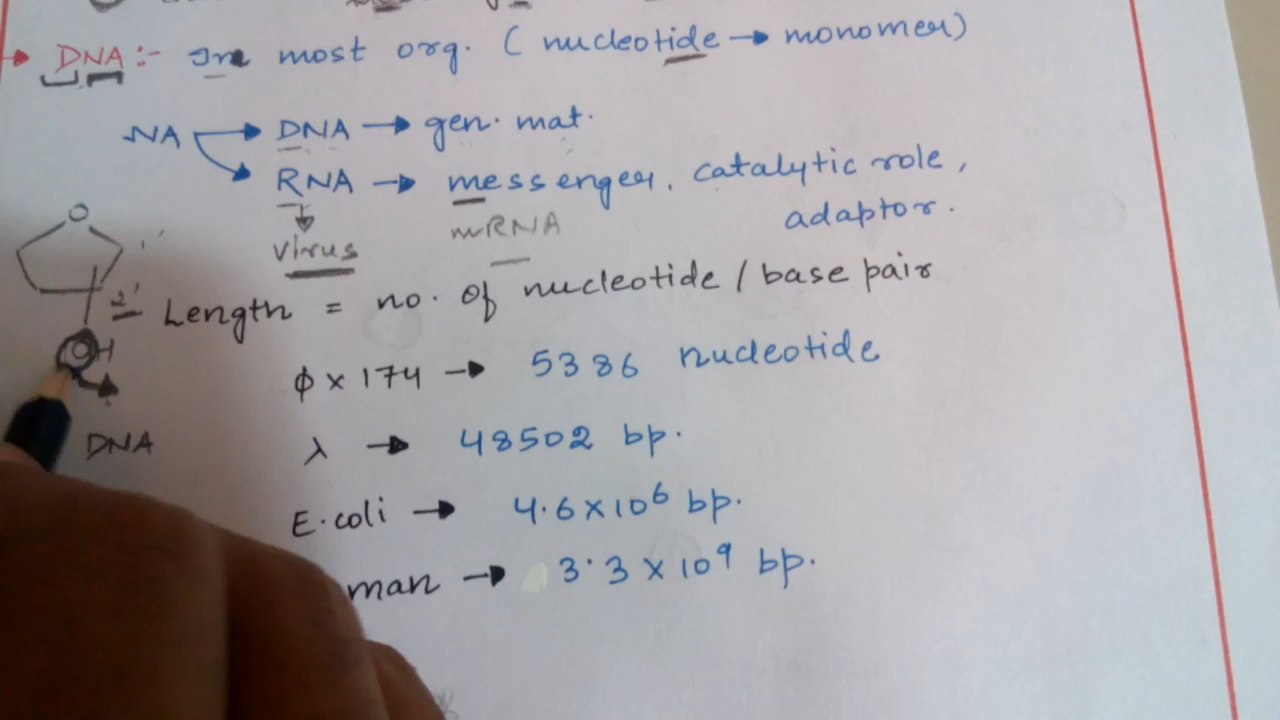 DNA :- In most org. ( nucleotide → monomer)
NA → DNA → gen. mat.
→ RNA → messenger, catalytic role,
adaptor.
virus mRNA
O
1'
2'
OH
DNA
Length = no. of nucleotide / base pair
ϕ x 174 → 5386 nucleotide
λ → 48502 bp.
E.coli → 4.6 x 10⁶ bp.
man → 3.3 x 10⁹ bp.